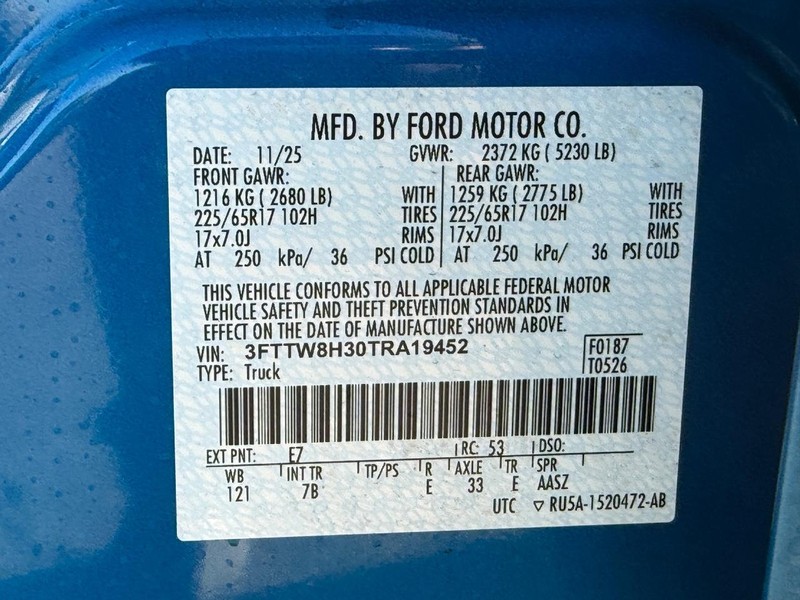 MFD. BY FORD MOTOR CO.
DATE: 11/25 GVWR: 2372 KG ( 5230 LB)
FRONT GAWR: REAR GAWR:
1216 KG ( 2680 LB) WITH 1259 KG ( 2775 LB) WITH
225/65R17 102H TIRES 225/65R17 102H TIRES
17x7.0J RIMS 17x7.0J RIMS
AT 250 kPa/ 36 PSI COLD AT 250 kPa/ 36 PSI COLD
THIS VEHICLE CONFORMS TO ALL APPLICABLE FEDERAL MOTOR
VEHICLE SAFETY AND THEFT PREVENTION STANDARDS IN
EFFECT ON THE DATE OF MANUFACTURE SHOWN ABOVE.
VIN: 3FTTW8H30TRA19452 F0187
TYPE: Truck T0526
EXT PNT: E7 RC: 53 DSO:
WB INT TR TP/PS R AXLE TR SPR
121 7B E 33 E AASZ
UTC ▽ RU5A-1520472-AB